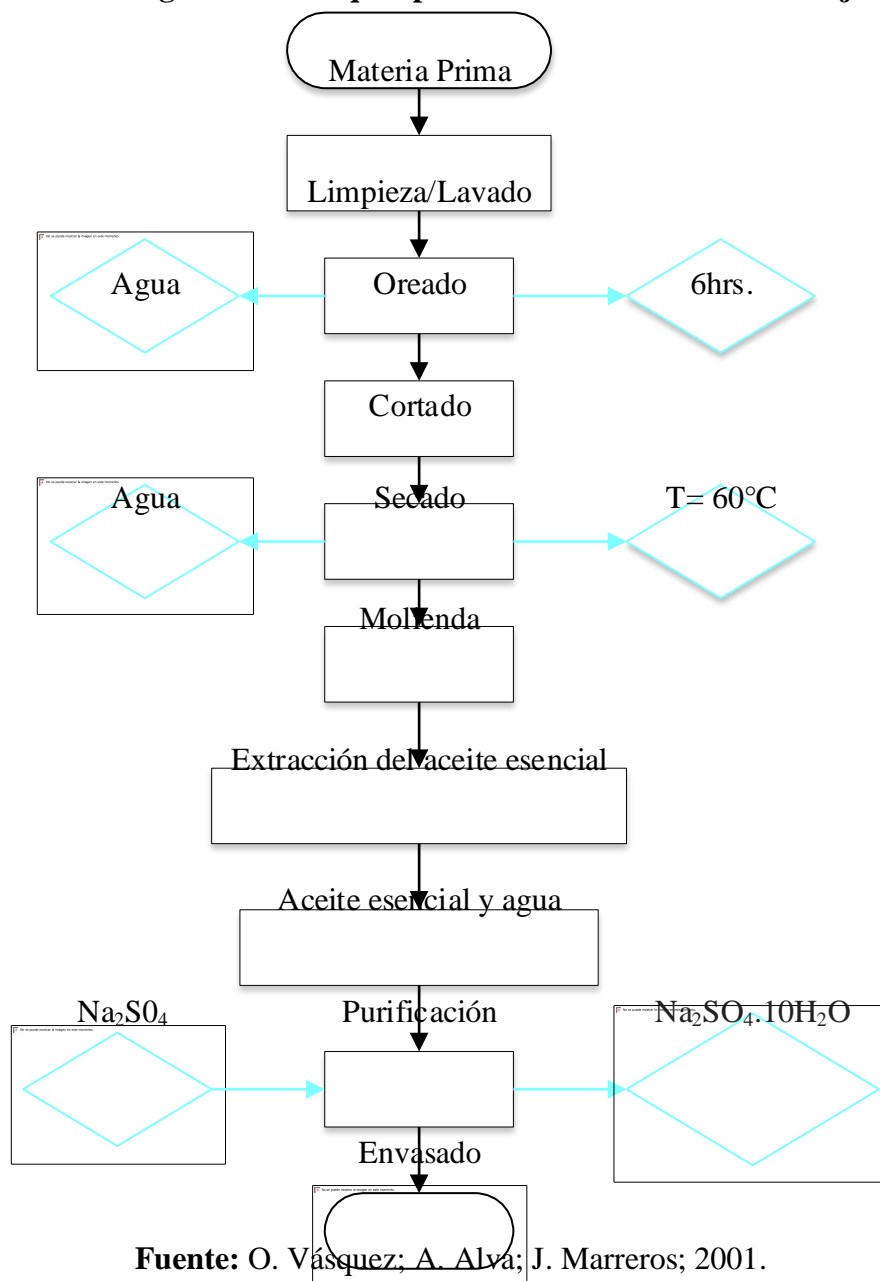 Materia Prima
Limpieza/Lavado
Agua
Oreado
6hrs.
Cortado
Agua
Secado
T= 60°C
Molienda
Extracción del aceite esencial
Aceite esencial y agua
Na₂S0₄
Purificación
Na₂SO₄.10H₂O
Envasado
Fuente: O. Vásquez; A. Alva; J. Marreros; 2001.